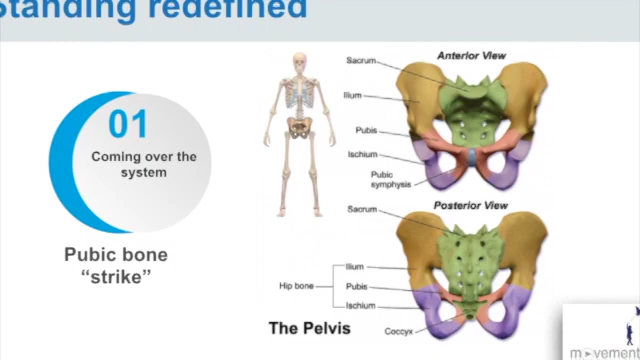 Standing redefined
01
Coming over the
system
Pubic bone
“strike”
Anterior View
Sacrum
Ilium
Pubis
Ischium
Pubic
symphysis
Posterior View
Sacrum
Ilium
Hip bone
Pubis
Ischium
Coccyx
The Pelvis
movement